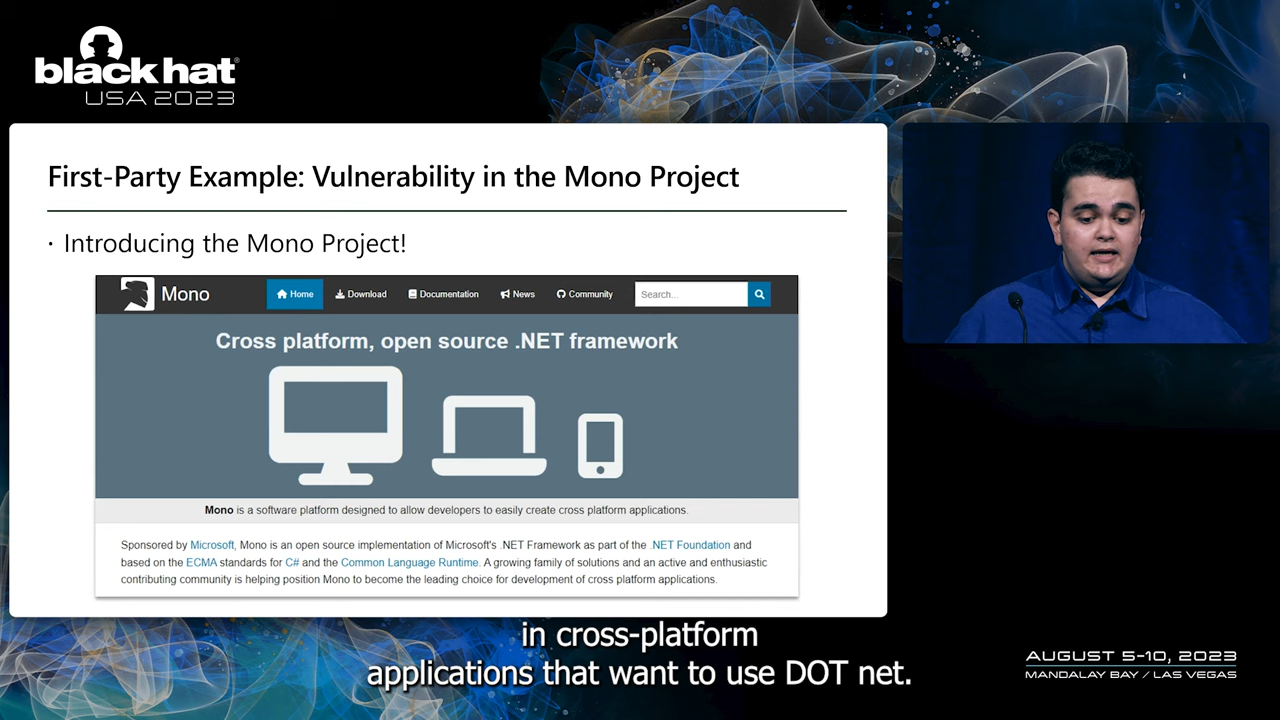 black hat®
USA 2023
First-Party Example: Vulnerability in the Mono Project
· Introducing the Mono Project!
Mono
Home
Download
Documentation
News
Community
Search...
Cross platform, open source .NET framework
Mono is a software platform designed to allow developers to easily create cross platform applications.
Sponsored by Microsoft, Mono is an open source implementation of Microsoft's .NET Framework as part of the .NET Foundation and
based on the ECMA standards for C# and the Common Language Runtime. A growing family of solutions and an active and enthusiastic
contributing community is helping position Mono to become the leading choice for development of cross platform applications.
in cross-platform
applications that want to use DOT net.
AUGUST 5-10, 2023
MANDALAY BAY / LAS VEGAS